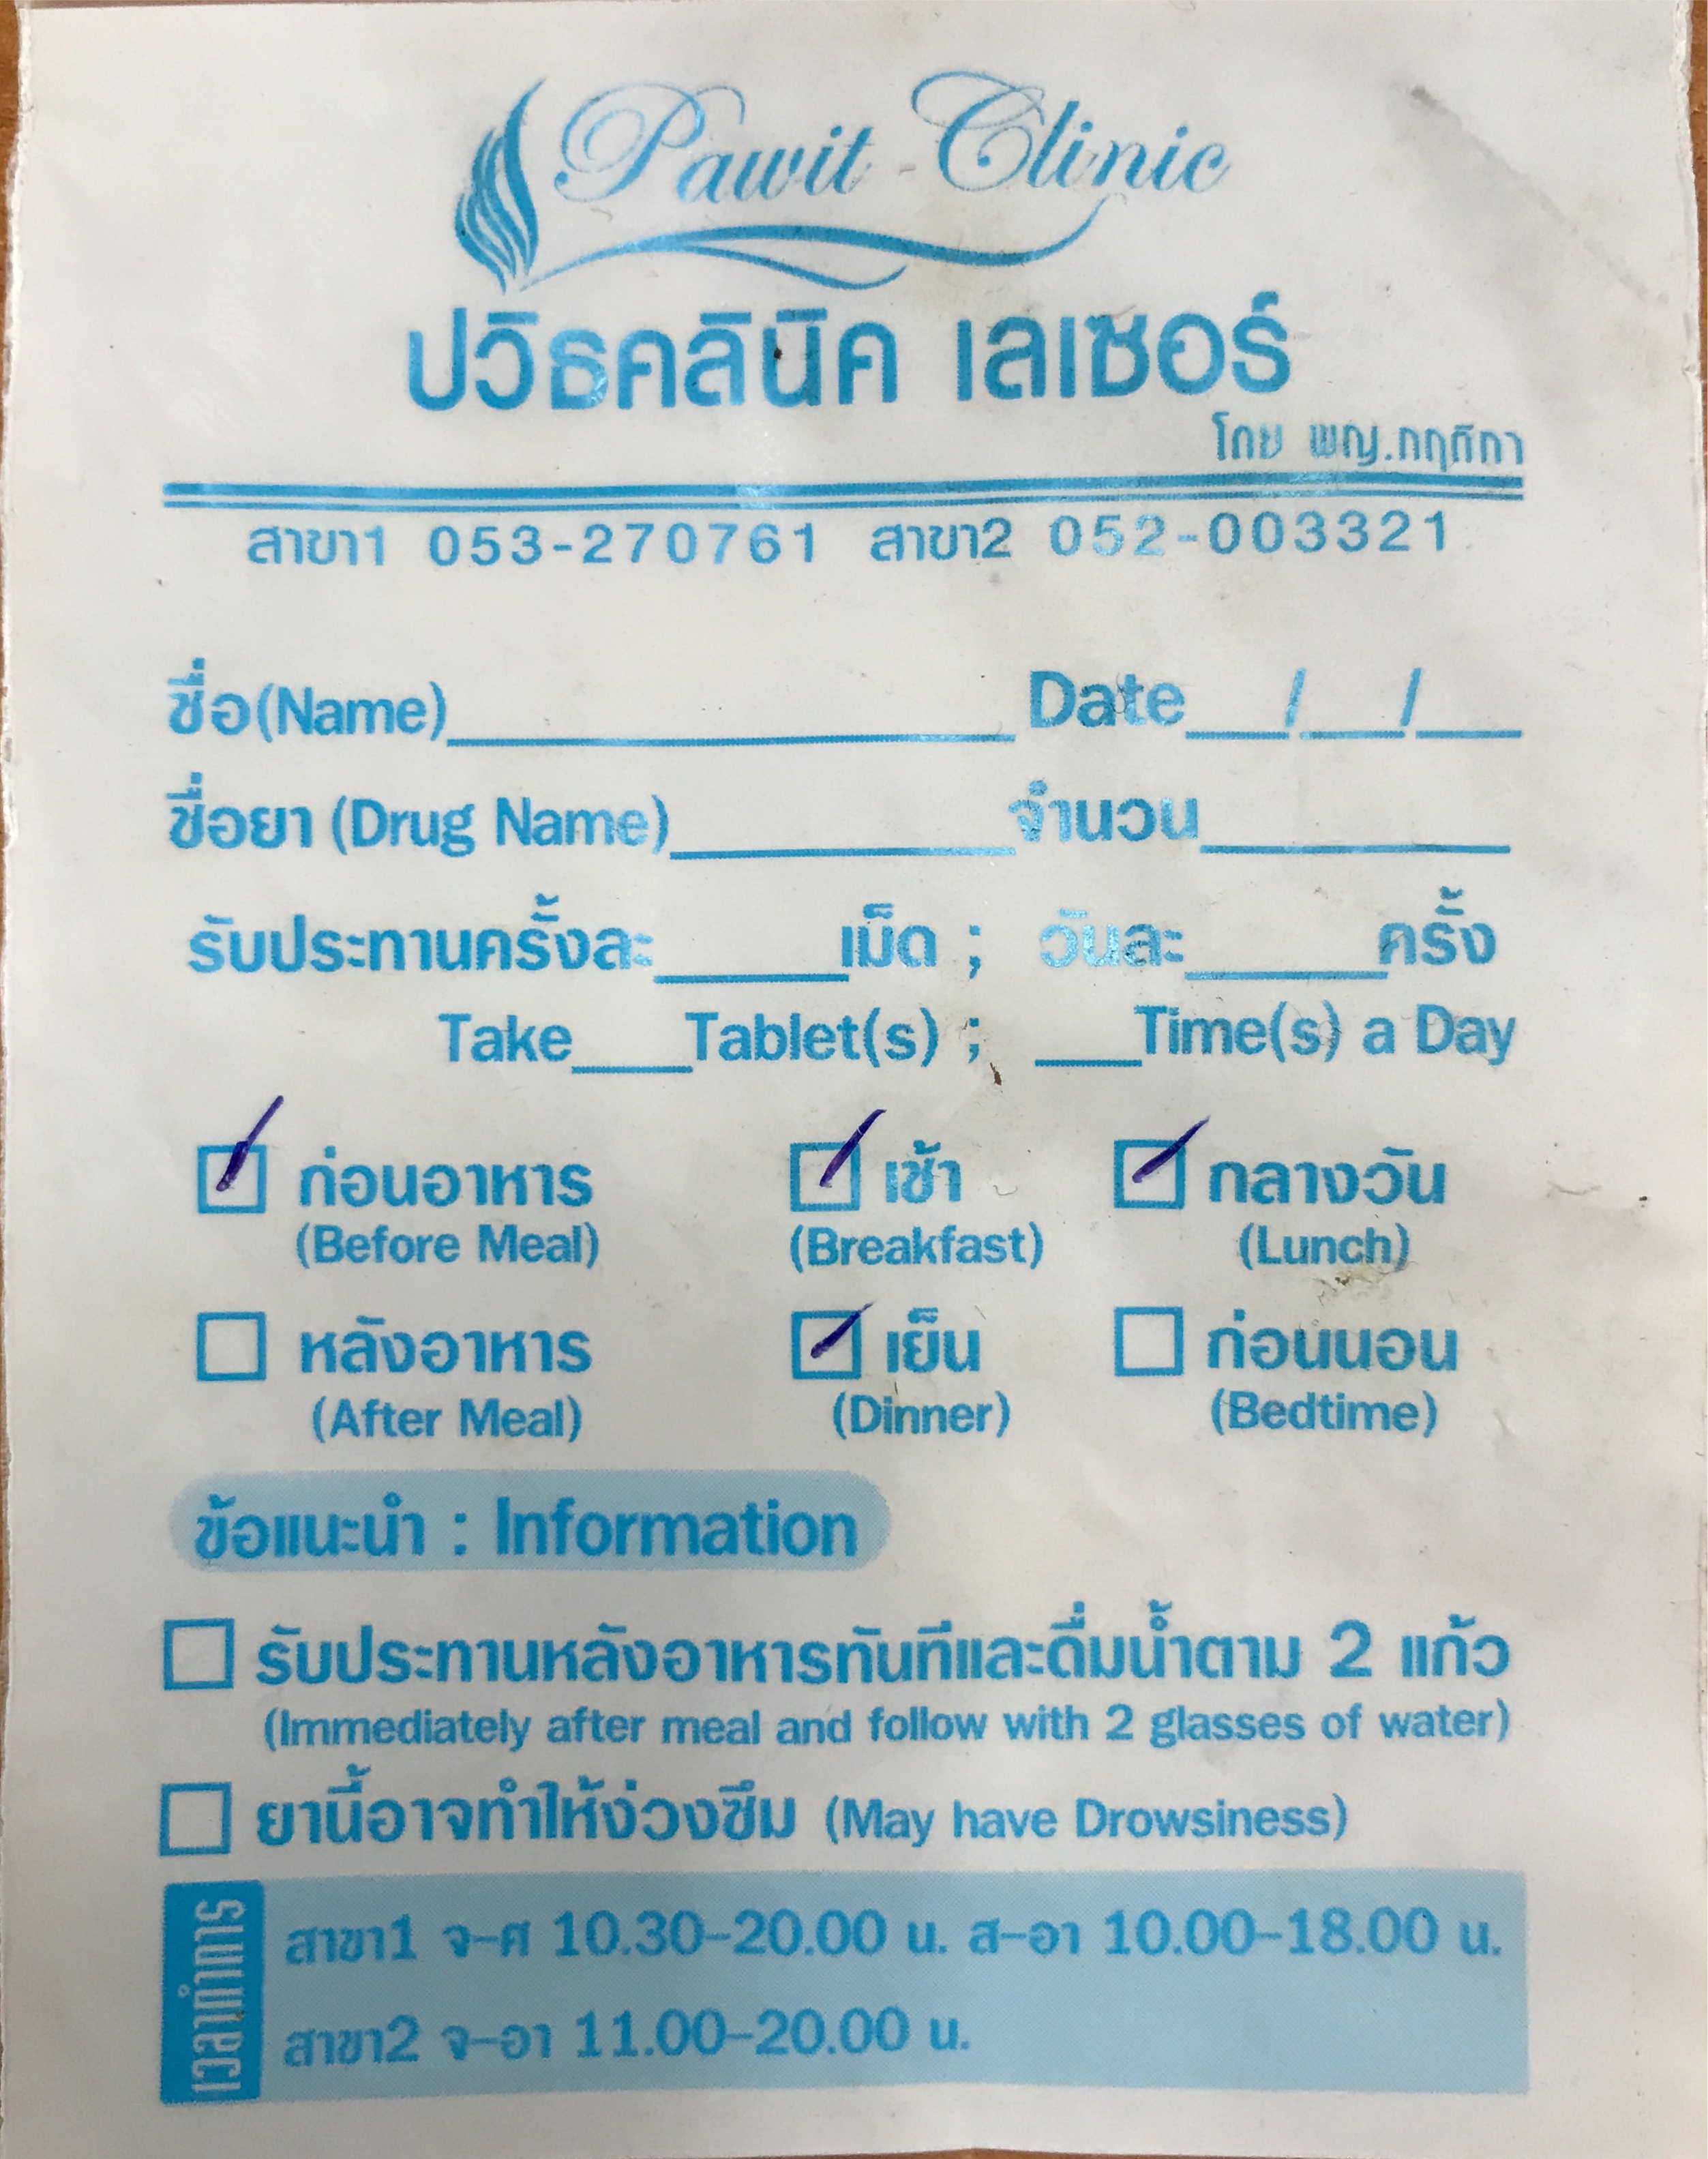 Pawit Clinic
ปวิธคลินิค เลเซอร์
โดย พญ.กฤติกา
สาขา1 053-270761 สาขา2 052-003321
ชื่อ(Name)____________ Date___/___/___
ชื่อยา (Drug Name)________จำนวน________
รับประทานครั้งละ_____เม็ด ; วันละ_____ครั้ง
Take___Tablet(s) ; ___Time(s) a Day
ก่อนอาหาร เช้า กลางวัน
(Before Meal) (Breakfast) (Lunch)
หลังอาหาร เย็น ก่อนนอน
(After Meal) (Dinner) (Bedtime)
ข้อแนะนำ : Information
รับประทานหลังอาหารทันทีและดื่มน้ำตาม 2 แก้ว
(Immediately after meal and follow with 2 glasses of water)
ยานี้อาจทำให้ง่วงซึม (May have Drowsiness)
เวลาทำแพร
สาขา1 จ-ศ 10.30-20.00 น. ส-อา 10.00-18.00 น.
สาขา2 จ-อา 11.00-20.00 น.